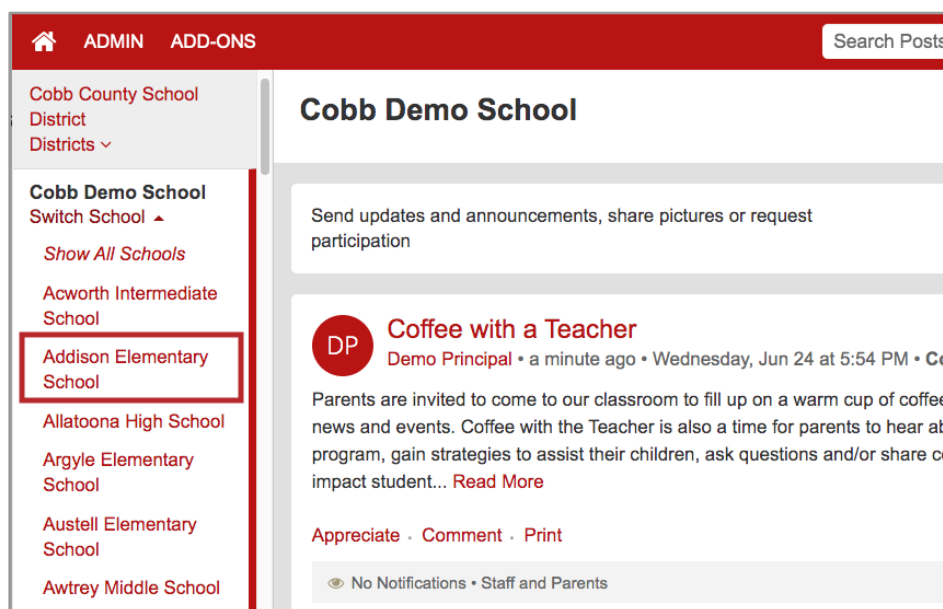 ADMIN ADD-ONS
Search Posts
Cobb County School
District
Districts
Cobb Demo School
Switch School
Show All Schools
Acworth Intermediate
School
Addison Elementary
School
Allatoona High School
Argyle Elementary
School
Austell Elementary
School
Awtrey Middle School
Cobb Demo School
Send updates and announcements, share pictures or request
participation
DP
Coffee with a Teacher
Demo Principal • a minute ago • Wednesday, Jun 24 at 5:54 PM •
Parents are invited to come to our classroom to fill up on a warm cup of coffee
news and events. Coffee with the Teacher is also a time for parents to hear
program, gain strategies to assist their children, ask questions and/or share
impact student... Read More
Appreciate • Comment • Print
No Notifications • Staff and Parents